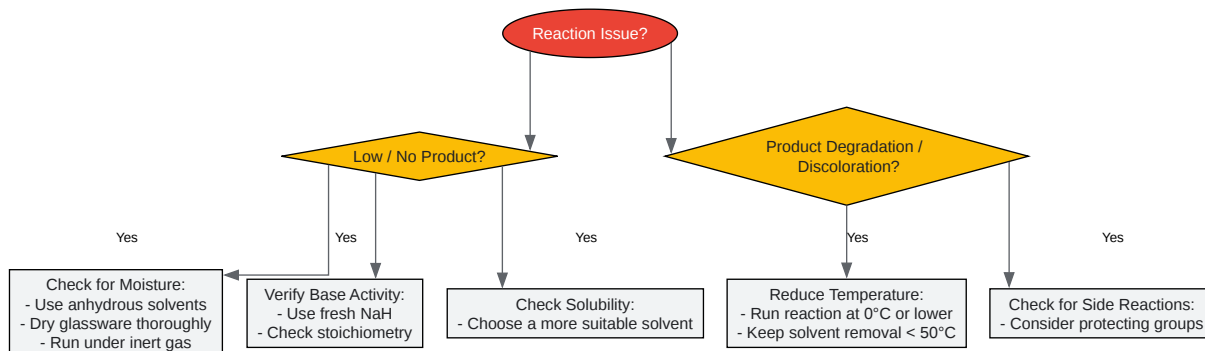 Reaction Issue?
Low / No Product?
Product Degradation /
Discoloration?
Yes
Yes
Yes
Yes
Yes
Check for Moisture:
- Use anhydrous solvents
- Dry glassware thoroughly
- Run under inert gas
Verify Base Activity:
- Use fresh NaH
- Check stoichiometry
Check Solubility:
- Choose a more suitable solvent
Reduce Temperature:
- Run reaction at 0°C or lower
- Keep solvent removal < 50°C
Check for Side Reactions:
- Consider protecting groups